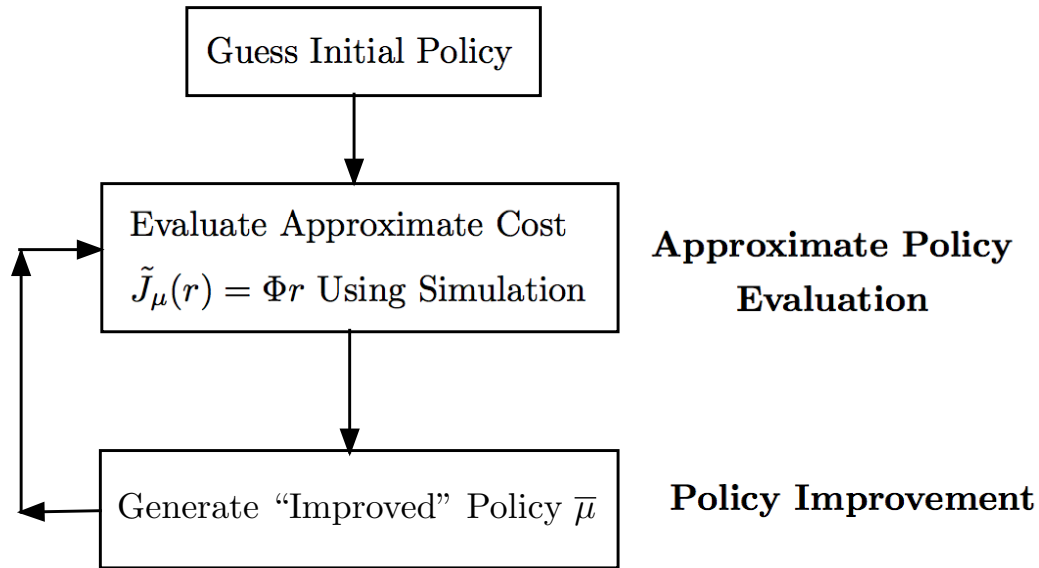 Guess Initial Policy
Evaluate Approximate Cost
J̃μ(r) = Φr Using Simulation
Approximate Policy
Evaluation
Generate “Improved” Policy μ̅
Policy Improvement